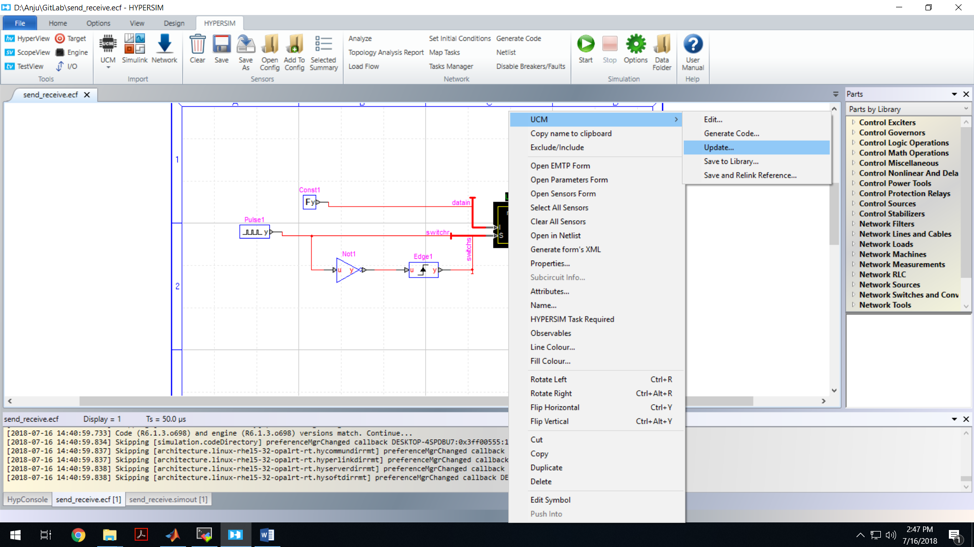 D:\Anju\GitLab\send_receive.ecf - HYPERSIM
File Home Options View Design HYPERSIM
HyperView Target
ScopeView Engine
TestView I/O
Tools
UCM Simulink Network
Import
Clear Save Save As Open Config Add To Config Selected Summary
Sensors
Analyze Set Initial Conditions Generate Code
Topology Analysis Report Map Tasks Netlist
Load Flow Tasks Manager Disable Breakers/Faults
Network
Start Stop Options Data Folder
Simulation
User Manual
Help
send_receive.ecf
1
2
Const1
F y
datain
Pulse1
y
switchr
switchs
Not1
u y
Edge1
u y
I
S
UCM
Copy name to clipboard
Exclude/Include
Open EMTP Form
Open Parameters Form
Open Sensors Form
Select All Sensors
Clear All Sensors
Open in Netlist
Generate form's XML
Properties...
Subcircuit Info...
Attributes...
Name...
HYPERSIM Task Required
Observables
Line Colour...
Fill Colour...
Rotate Left Ctrl+R
Rotate Right Ctrl+Alt+R
Flip Horizontal Ctrl+Y
Flip Vertical Ctrl+Alt+Y
Cut
Copy
Duplicate
Delete
Edit Symbol
Push Into
Edit...
Generate Code...
Update...
Save to Library...
Save and Relink Reference...
Parts
Parts by Library
Control Exciters
Control Governors
Control Logic Operations
Control Math Operations
Control Miscellaneous
Control Nonlinear And Dela
Control Power Tools
Control Protection Relays
Control Sources
Control Stabilizers
Network Filters
Network Lines and Cables
Network Loads
Network Machines
Network Measurements
Network RLC
Network Sources
Network Switches and Conv
Network Tools
send_receive.ecf Display = 1 Ts = 50.0 µs
[2018-07-16 14:40:59.733] Code (R6.1.3.o698) and engine (R6.1.3.o698) versions match. Continue...
[2018-07-16 14:40:59.834] Skipping [simulation.codeDirectory] preferenceMgrChanged callback DESKTOP-4SPDBU7:0x3ff00555:1
[2018-07-16 14:40:59.838] Skipping [architecture.linux-rhel5-32-opalrt-rt.hycommundirrmt] preferenceMgrChanged callback
[2018-07-16 14:40:59.838] Skipping [architecture.linux-rhel5-32-opalrt-rt.hyperlinkdirrmt] preferenceMgrChanged callback
[2018-07-16 14:40:59.838] Skipping [architecture.linux-rhel5-32-opalrt-rt.hyserverdirrmt] preferenceMgrChanged callback
[2018-07-16 14:40:59.838] Skipping [architecture.linux-rhel5-32-opalrt-rt.hysoftdirrmt] preferenceMgrChanged callback DE
HypConsole send_receive.ecf [1] send_receive.simout [1]
2:47 PM
7/16/2018